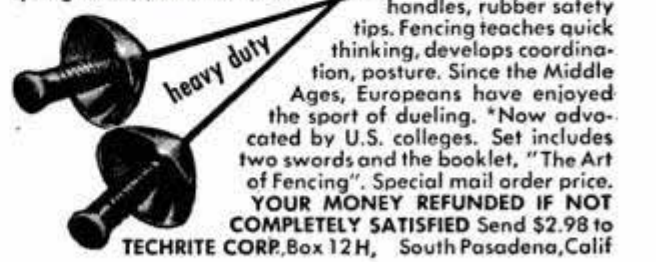 handles, rubber safety
tips. Fencing teaches quick
thinking, develops coordina-
tion, posture. Since the Middle
Ages, Europeans have enjoyed
the sport of dueling. *Now advo-
cated by U.S. colleges. Set includes
two swords and the booklet, "The Art
of Fencing". Special mail order price.
YOUR MONEY REFUNDED IF NOT
COMPLETELY SATISFIED Send $2.98 to
TECHRITE CORP., Box 12H, South Pasadena, Calif
heavy duty